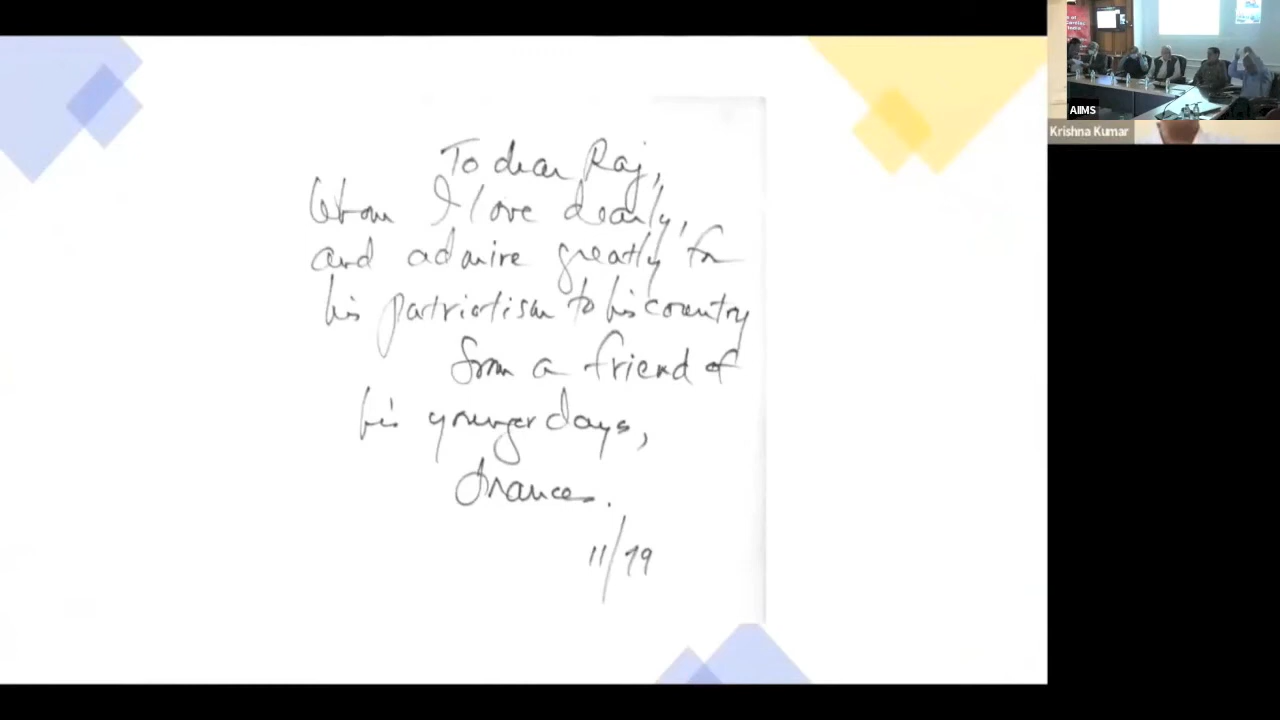 To dear Raj,
Whom I love dearly,
and admire greatly for
his patriotism to his country
from a friend of
his younger days,
Frances.
11/79
AIIMS
Krishna Kumar